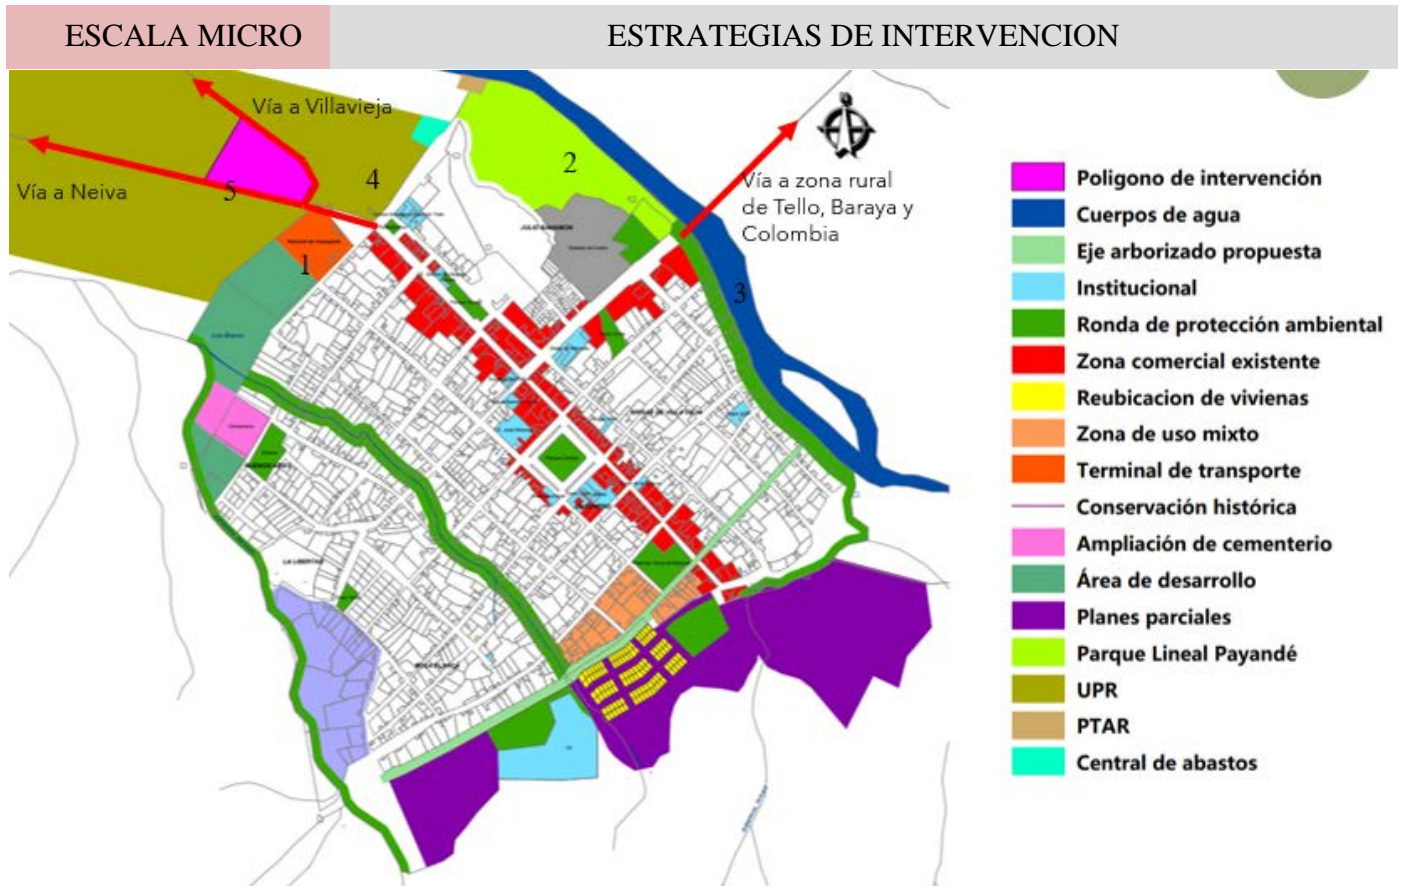 ESCALA MICRO
ESTRATEGIAS DE INTERVENCION
Vía a Villavieja
Vía a Neiva
5
4
2
1
3
Vía a zona rural
de Tello, Baraya y
Colombia
LA LIBERTAD
Poligono de intervención
Cuerpos de agua
Eje arborizado propuesta
Institucional
Ronda de protección ambiental
Zona comercial existente
Reubicacion de vivienas
Zona de uso mixto
Terminal de transporte
Conservación histórica
Ampliación de cementerio
Área de desarrollo
Planes parciales
Parque Lineal Payandé
UPR
PTAR
Central de abastos